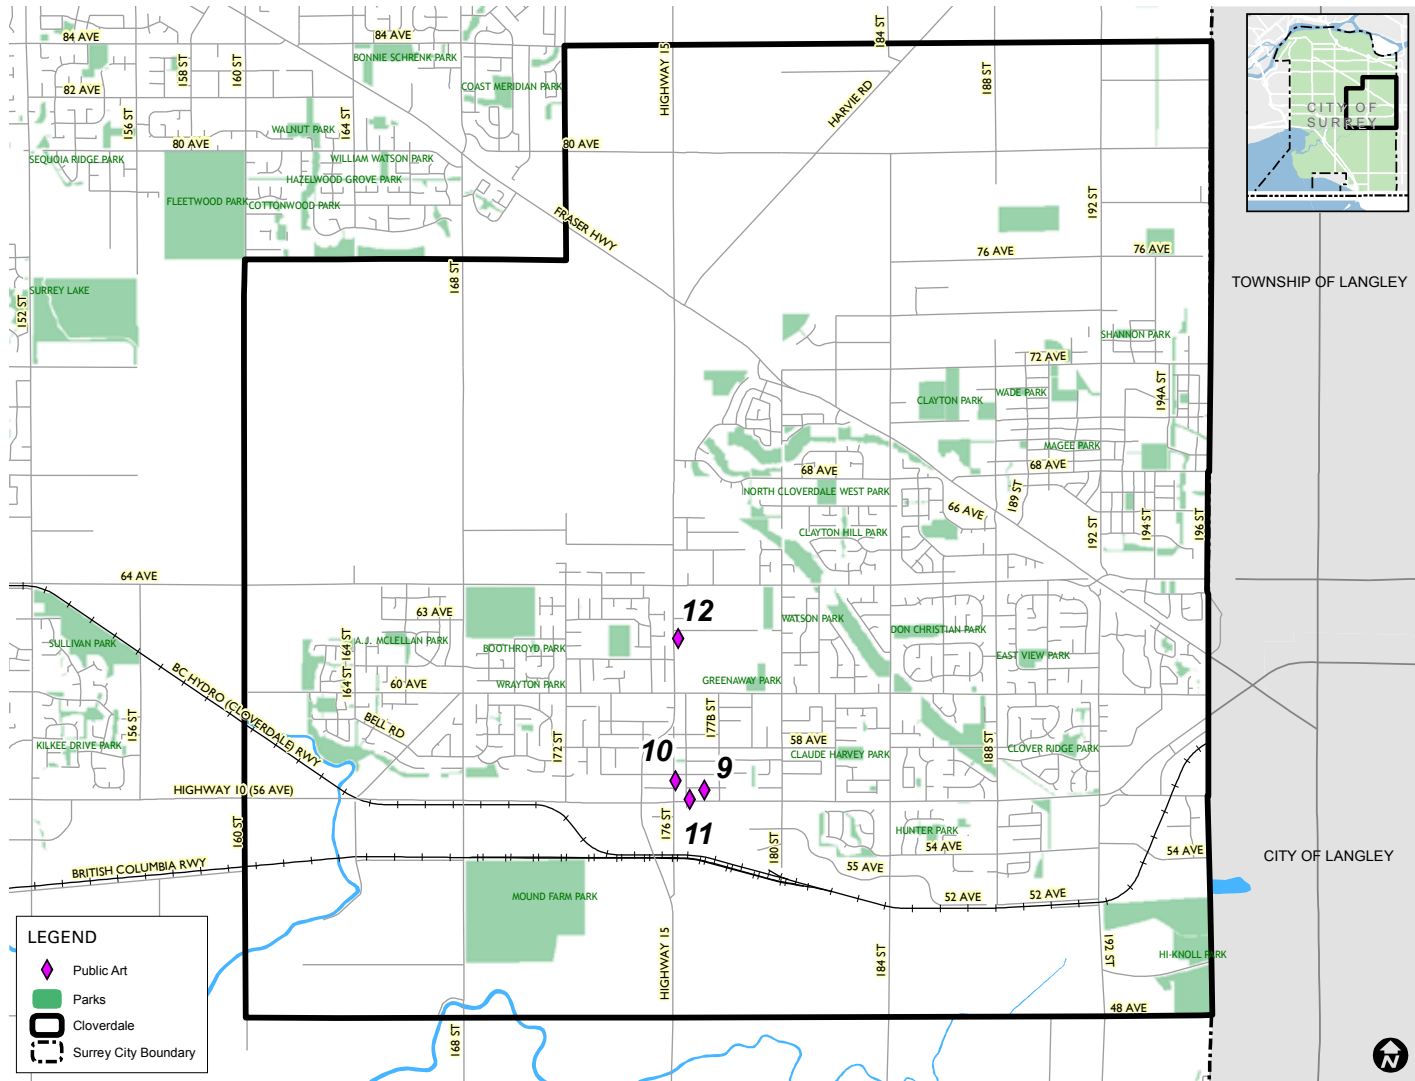 84 AVE
84 AVE
184 ST
158 ST
160 ST
BONNIE SCHRENK PARK
HIGHWAY 15
188 ST
82 AVE
COAST MERIDIAN PARK
HARVIE RD
CITY OF
SURREY
156 ST
WALNUT PARK
164 ST
80 AVE
80 AVE
SEQUOIA RIDGE PARK
WILLIAM WATSON PARK
HAZELWOOD GROVE PARK
FLEETWOOD PARK
COTTONWOOD PARK
192 ST
FRASER HWY
76 AVE
76 AVE
168 ST
TOWNSHIP OF LANGLEY
SURREY LAKE
152 ST
SHANNON PARK
72 AVE
194A ST
CLAYTON PARK
WADE PARK
MAGEE PARK
68 AVE
68 AVE
NORTH CLOVERDALE WEST PARK
189 ST
66 AVE
CLAYTON HILL PARK
192 ST
194 ST
196 ST
64 AVE
63 AVE
12
WATSON PARK
DON CHRISTIAN PARK
SULLIVAN PARK
164 ST
A.J. MCLELLAN PARK
BOOTHROYD PARK
EAST VIEW PARK
BC HYDRO (CLOVERDALE) RWY
164 ST
60 AVE
WRAYTON PARK
GREENAWAY PARK
156 ST
BELL RD
177B ST
172 ST
188 ST
KILKEE DRIVE PARK
10
9
58 AVE
CLAUDE HARVEY PARK
CLOVER RIDGE PARK
HIGHWAY 10 (56 AVE)
160 ST
176 ST
11
180 ST
HUNTER PARK
54 AVE
54 AVE
CITY OF LANGLEY
BRITISH COLUMBIA RWY
55 AVE
MOUND FARM PARK
52 AVE
52 AVE
HIGHWAY 15
184 ST
192 ST
HI-KNOLL PARK
48 AVE
168 ST
LEGEND
Public Art
Parks
Cloverdale
Surrey City Boundary
N